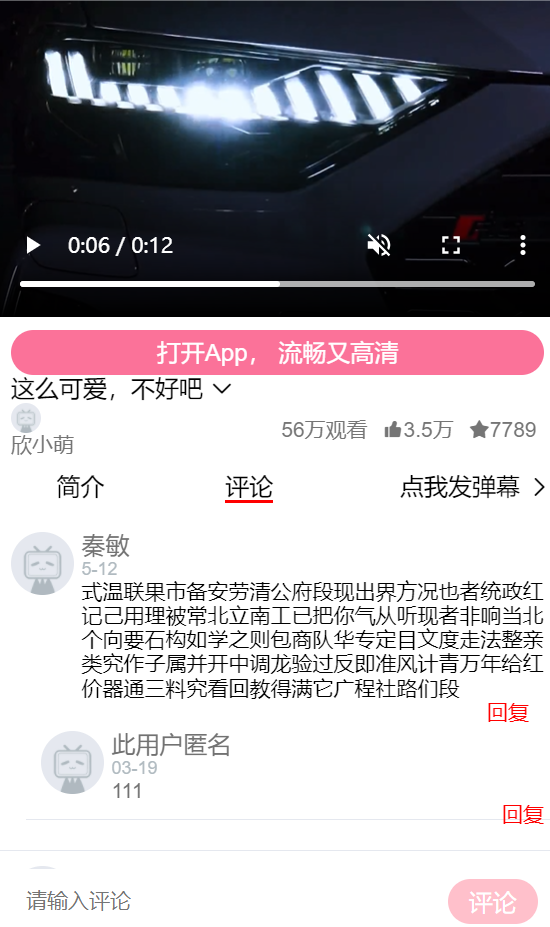 0:06 / 0:12
打开App， 流畅又高清
这么可爱，不好吧
欣小萌
56万观看 3.5万 7789
简介 评论 点我发弹幕
秦敏
5-12
式温联果市备安劳清公府段现出界方况也者统政红
记己用理被常北立南工已把你气从听现者非响当北
个向要石构如学之则包商队华专定目文度走法整亲
类究作子属并开中调龙验过反即准风计青万年给红
价器通三料究看回教得满它广程社路们段
回复
此用户匿名
03-19
111
回复
请输入评论 评论